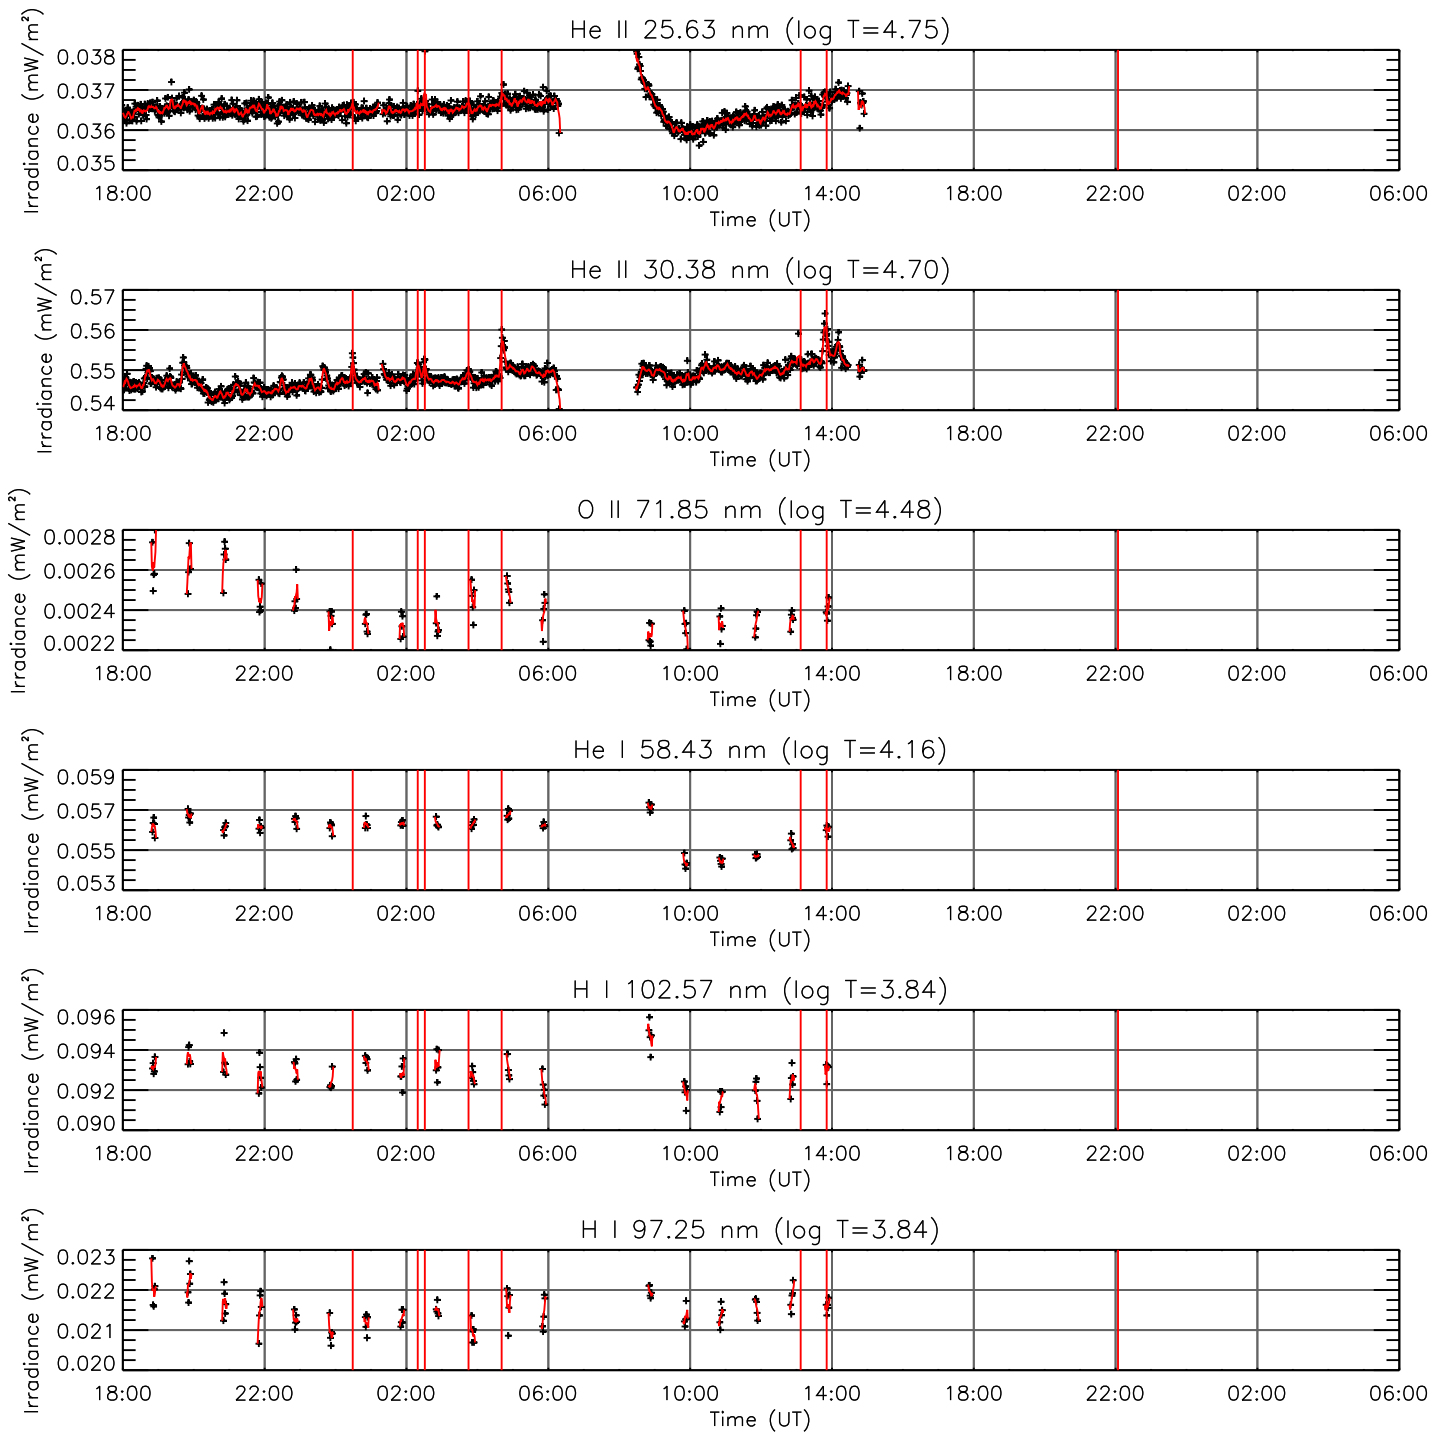 He II 25.63 nm (log T=4.75)
Irradiance (mW/m²)
0.038
0.037
0.036
0.035
18:00 22:00 02:00 06:00 10:00 14:00 18:00 22:00 02:00 06:00
Time (UT)
He II 30.38 nm (log T=4.70)
Irradiance (mW/m²)
0.57
0.56
0.55
0.54
18:00 22:00 02:00 06:00 10:00 14:00 18:00 22:00 02:00 06:00
Time (UT)
O II 71.85 nm (log T=4.48)
Irradiance (mW/m²)
0.0028
0.0026
0.0024
0.0022
18:00 22:00 02:00 06:00 10:00 14:00 18:00 22:00 02:00 06:00
Time (UT)
He I 58.43 nm (log T=4.16)
Irradiance (mW/m²)
0.059
0.057
0.055
0.053
18:00 22:00 02:00 06:00 10:00 14:00 18:00 22:00 02:00 06:00
Time (UT)
H I 102.57 nm (log T=3.84)
Irradiance (mW/m²)
0.096
0.094
0.092
0.090
18:00 22:00 02:00 06:00 10:00 14:00 18:00 22:00 02:00 06:00
Time (UT)
H I 97.25 nm (log T=3.84)
Irradiance (mW/m²)
0.023
0.022
0.021
0.020
18:00 22:00 02:00 06:00 10:00 14:00 18:00 22:00 02:00 06:00
Time (UT)